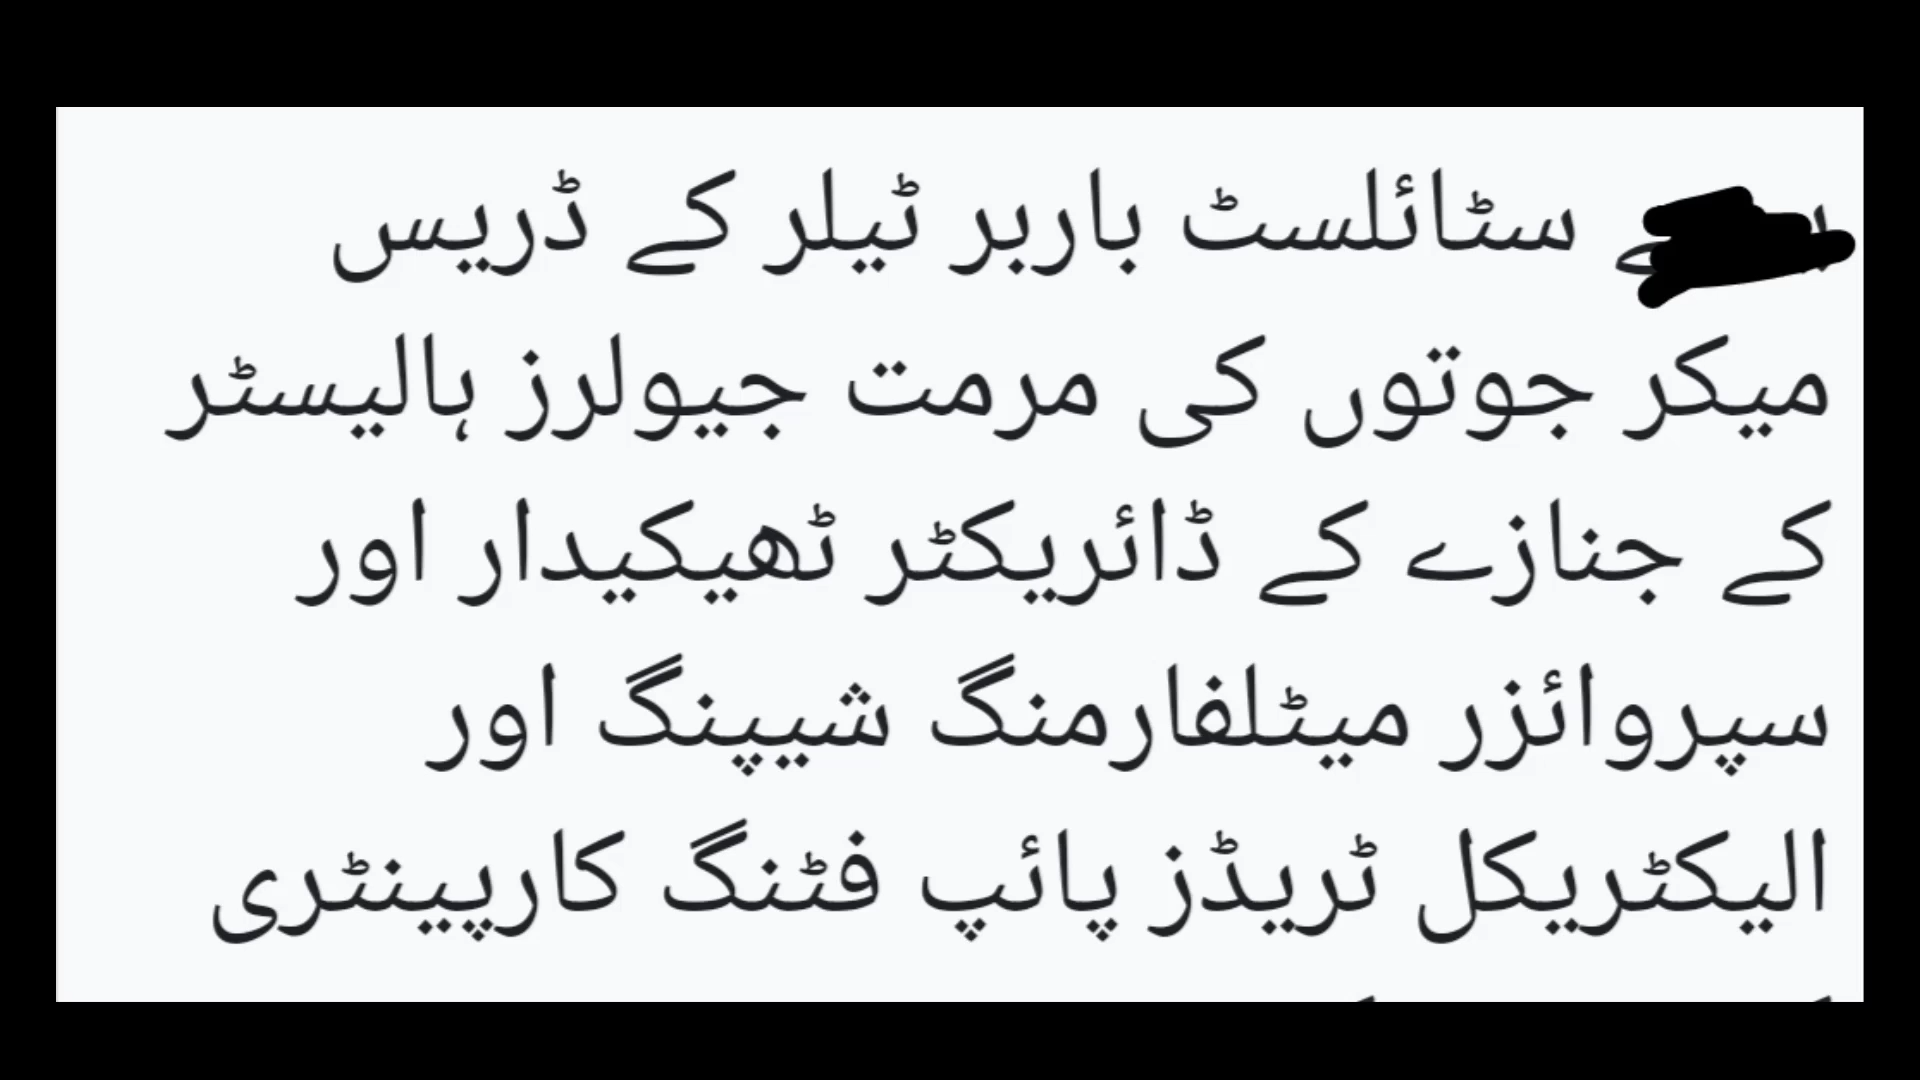 سٹائلسٹ باربر ٹیلر کے ڈریس
میکر جوتوں کی مرمت جیولرز ہالیسٹر
کے جنازے کے ڈائریکٹر ٹھیکیدار اور
سپروائزر میٹلفارمنگ شیپنگ اور
الیکٹریکل ٹریڈز پائپ فٹنگ کارپینٹری